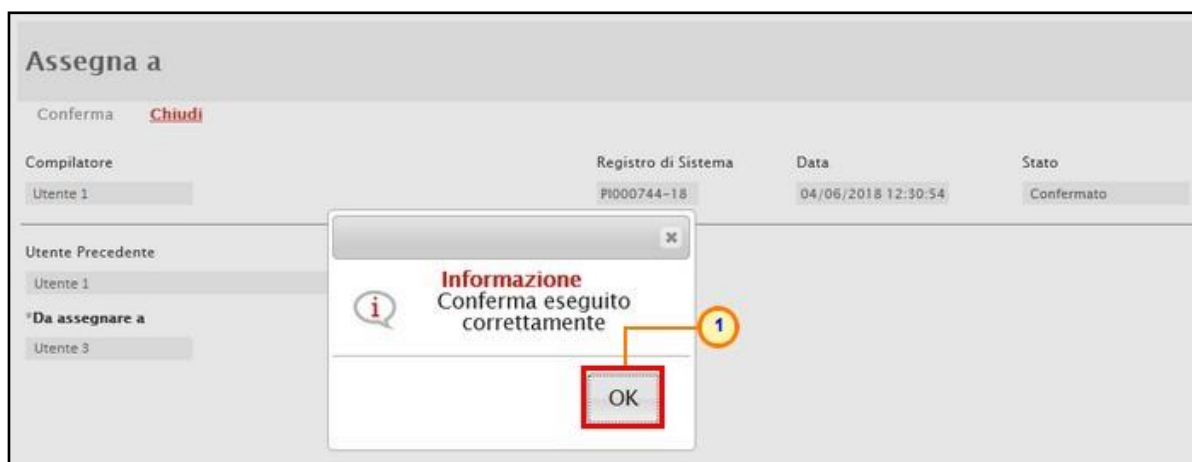 Assegna a
Conferma Chiudi
Compilatore Registro di Sistema Data Stato
Utente 1 PI000744-18 04/06/2018 12:30:54 Confermato
Utente Precedente
Utente 1
*Da assegnare a
Utente 3
Informazione
Conferma eseguito
correttamente
1
OK